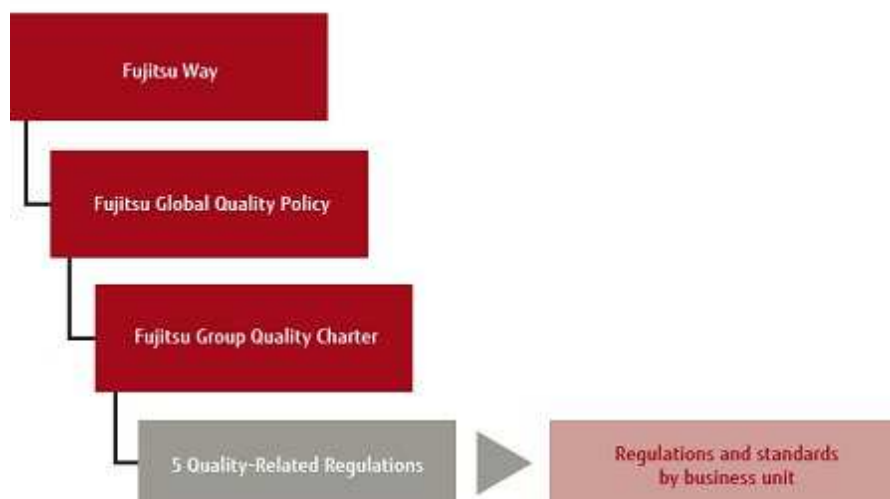 Fujitsu Way
Fujitsu Global Quality Policy
Fujitsu Group Quality Charter
5 Quality-Related Regulations
Regulations and standards
by business unit